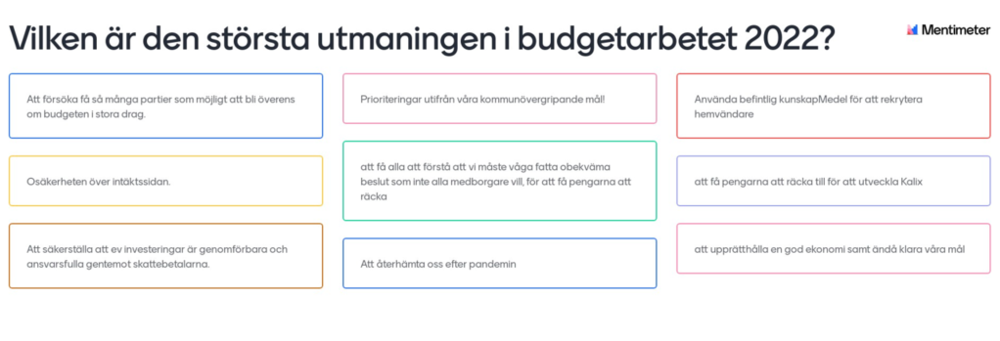 Vilken är den största utmaningen i budgetarbetet 2022?
Mentimeter
Att försöka få så många partier som möjligt att bli överens
om budgeten i stora drag.
Osäkerheten över intäktssidan.
Att säkerställa att ev investeringar är genomförbara och
ansvarsfulla gentemot skattebetalarna.
Prioriteringar utifrån våra kommunövergripande mål!
att få alla att förstå att vi måste våga fatta obekväma
beslut som inte alla medborgare vill, för att få pengarna att
räcka
Att återhämta oss efter pandemin
Använda befintlig kunskapMedel för att rekrytera
hemvändare
att få pengarna att räcka till för att utveckla Kalix
att upprätthålla en god ekonomi samt ändå klara våra mål